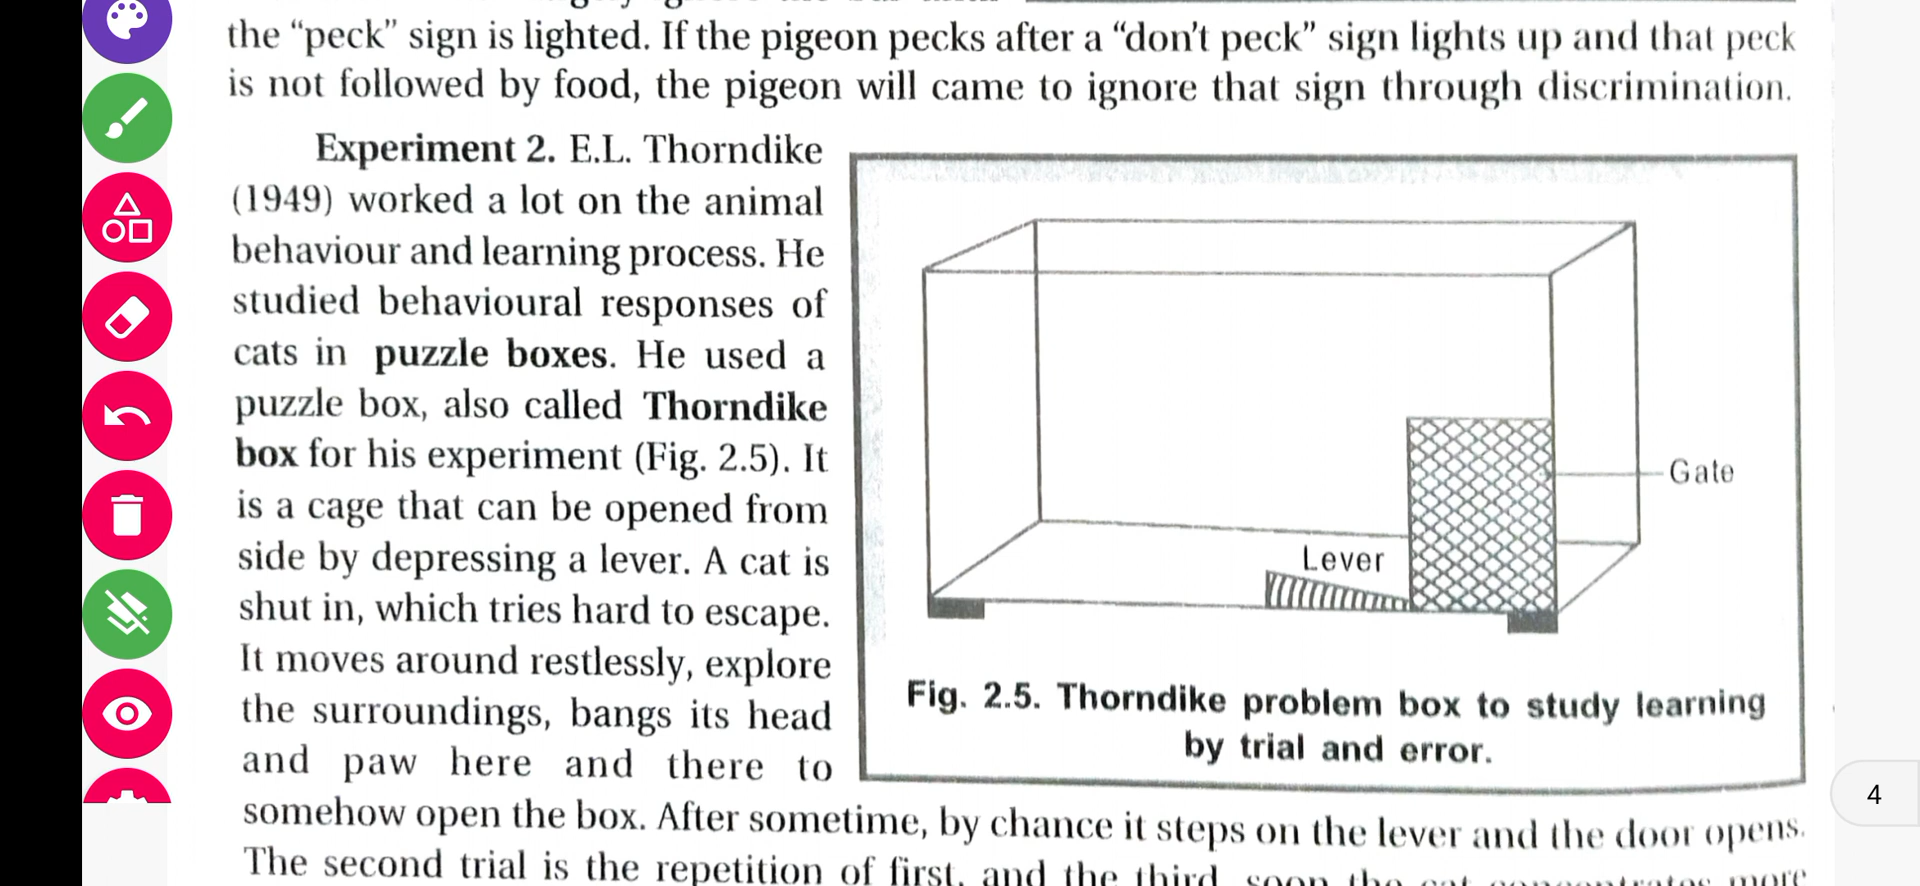 the “peck” sign is lighted. If the pigeon pecks after a “don’t peck” sign lights up and that peck
is not followed by food, the pigeon will came to ignore that sign through discrimination.
Experiment 2. E.L. Thorndike
(1949) worked a lot on the animal
behaviour and learning process. He
studied behavioural responses of
cats in puzzle boxes. He used a
puzzle box, also called Thorndike
box for his experiment (Fig. 2.5). It
is a cage that can be opened from
side by depressing a lever. A cat is
shut in, which tries hard to escape.
It moves around restlessly, explore
the surroundings, bangs its head
and paw here and there to
somehow open the box. After sometime, by chance it steps on the lever and the door opens.
The second trial is the repetition of first, and the third, soon the cat concentrates more
Gate
Lever
Fig. 2.5. Thorndike problem box to study learning
by trial and error.
4